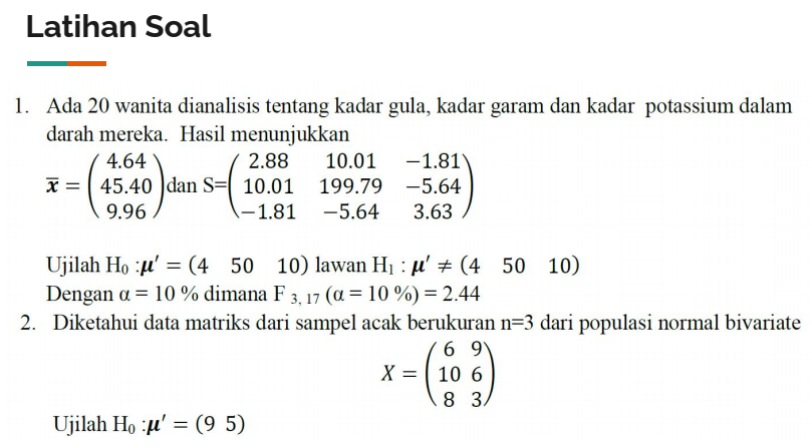 Latihan Soal
1. Ada 20 wanita dianalisis tentang kadar gula, kadar garam dan kadar potassium dalam
darah mereka. Hasil menunjukkan
x̄ = (4.64 45.40 9.96) dan S= (2.88 10.01 −1.81
10.01 199.79 −5.64
−1.81 −5.64 3.63)
Ujilah H₀ :μ′ = (4 50 10) lawan H₁ : μ′ ≠ (4 50 10)
Dengan α = 10 % dimana F ₃, ₁₇ (α = 10 %) = 2.44
2. Diketahui data matriks dari sampel acak berukuran n=3 dari populasi normal bivariate
X = (6 9
10 6
8 3)
Ujilah H₀ :μ′ = (9 5)